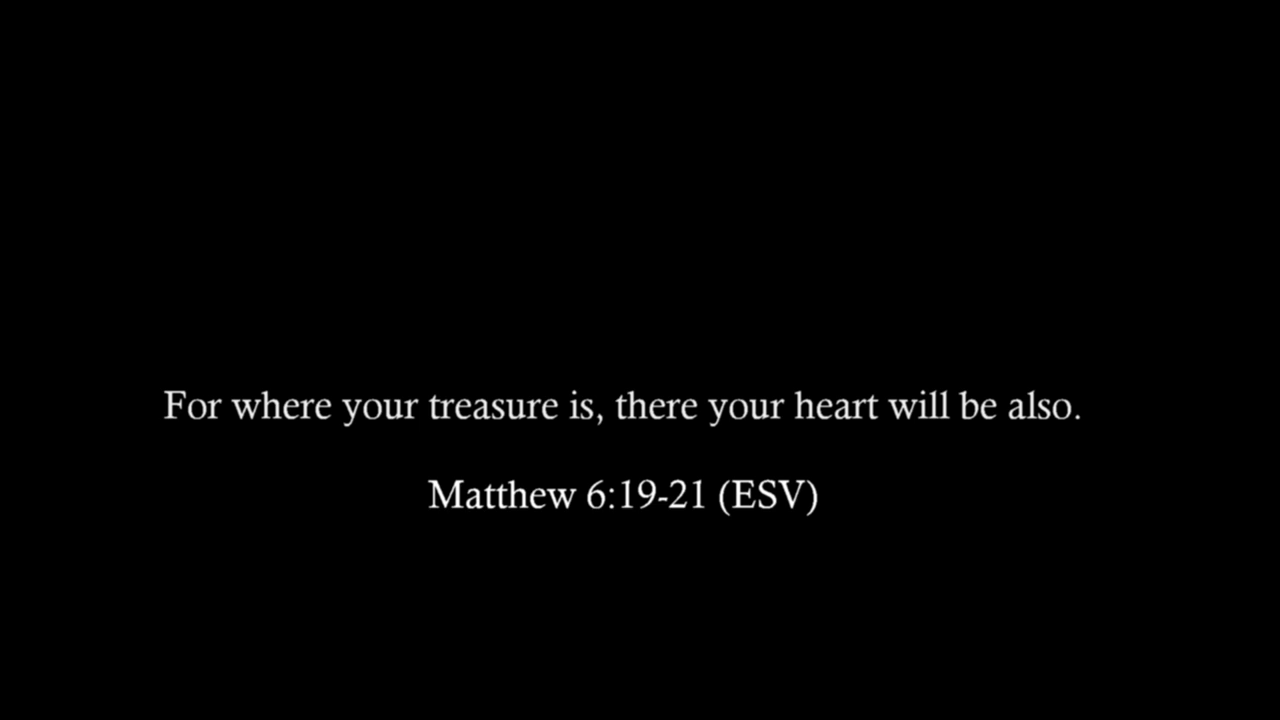 For where your treasure is, there your heart will be also.
Matthew 6:19-21 (ESV)